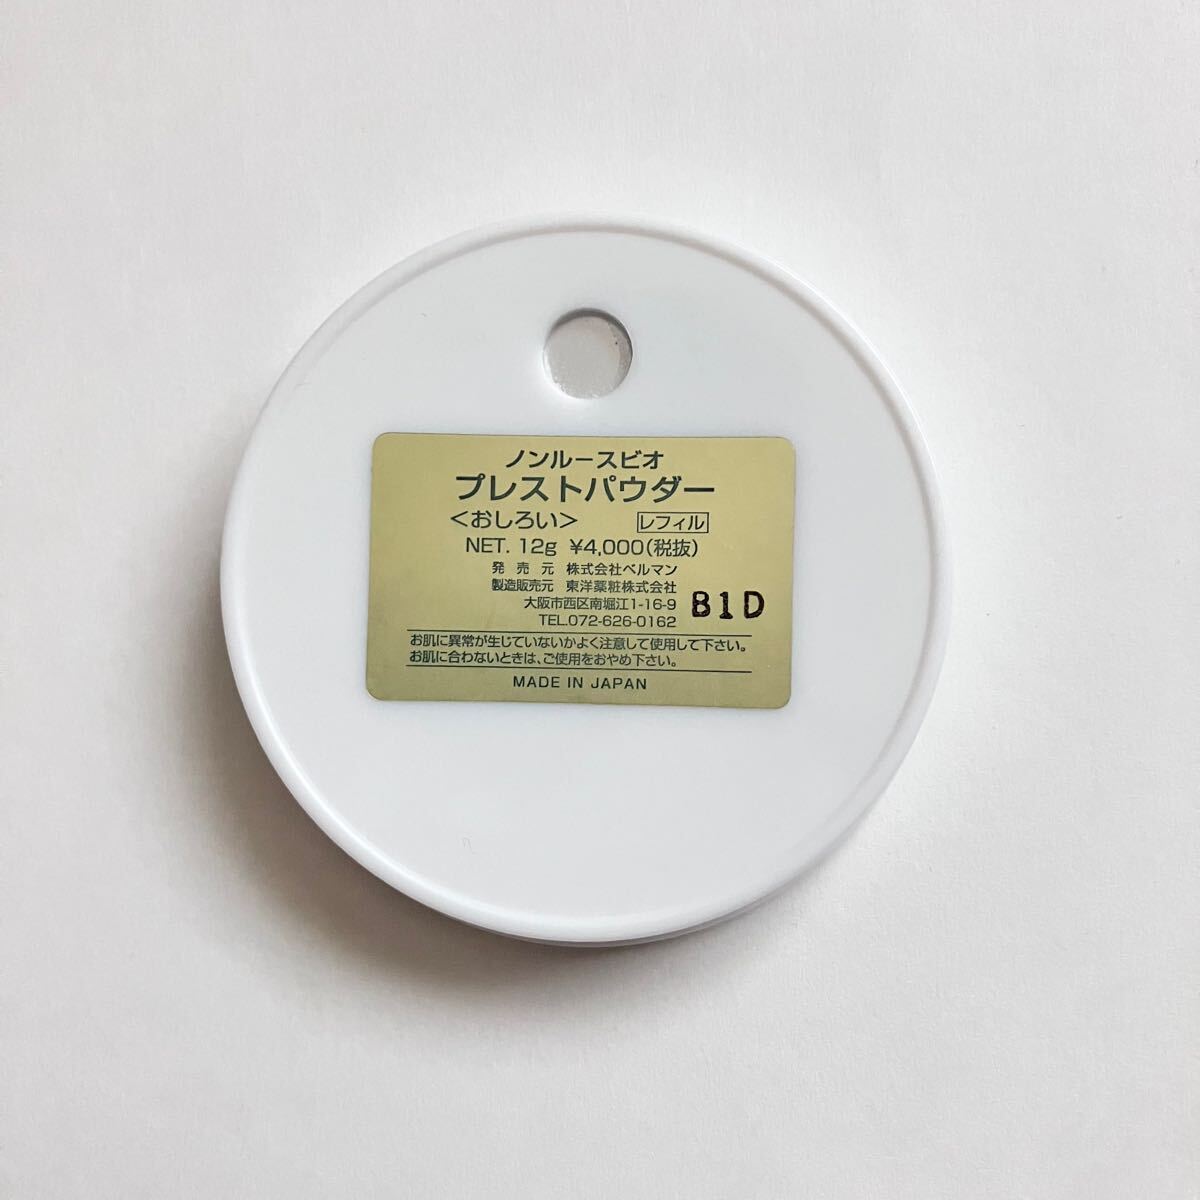 ノンルースビオ
プレストパウダー
<おしろい> レフィル
NET. 12g ¥4,000(税抜)
発売元 株式会社ベルマン
製造販売元 東洋薬粧株式会社
大阪市西区南堀江1-16-9
TEL.072-626-0162
B1D
お肌に異常が生じていないかよく注意して使用して下さい。
お肌に合わないときは、ご使用をおやめ下さい。
MADE IN JAPAN